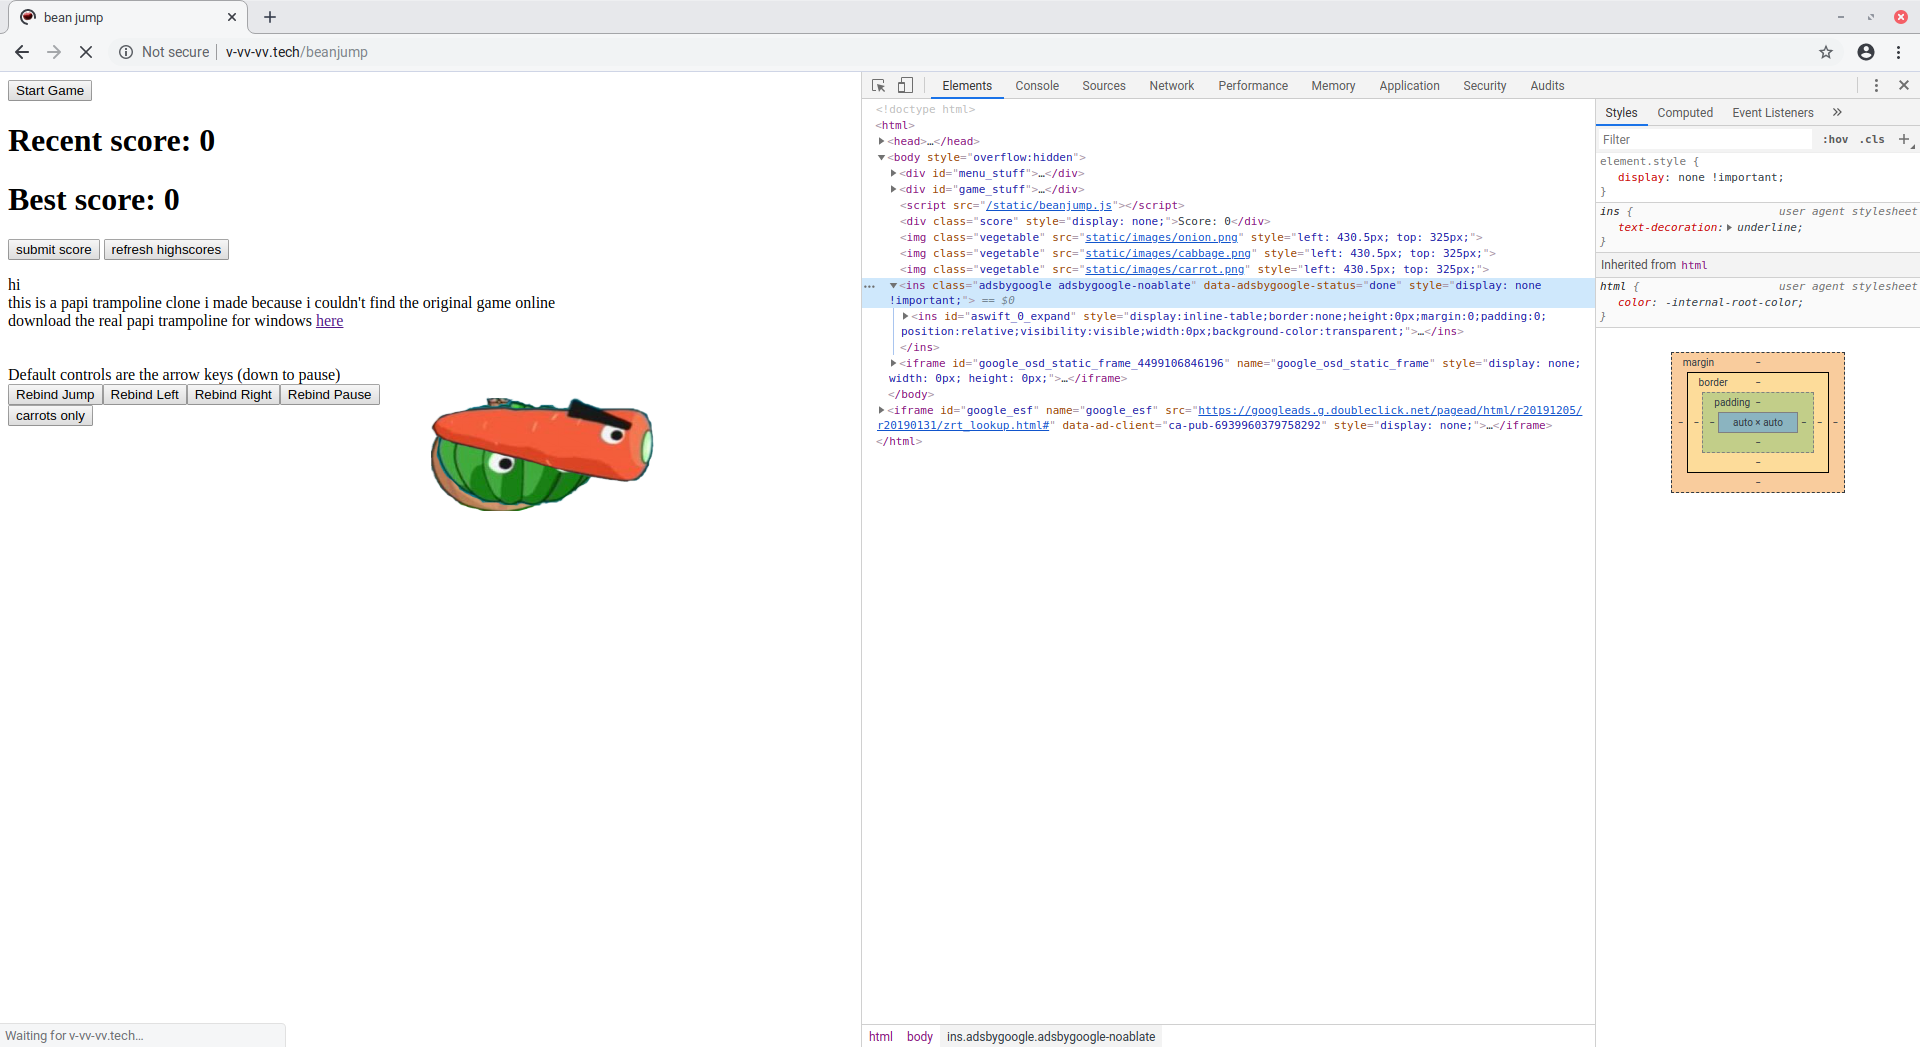 bean jump
Not secure | v-vv-vv.tech/beanjump
Start Game
Recent score: 0
Best score: 0
submit score refresh highscores
hi
this is a papi trampoline clone i made because i couldn't find the original game online
download the real papi trampoline for windows here
Default controls are the arrow keys (down to pause)
Rebind Jump Rebind Left Rebind Right Rebind Pause
carrots only
Waiting for v-vv-vv.tech...
Elements Console Sources Network Performance Memory Application Security Audits
<!doctype html>
<html>
<head>…</head>
<body style="overflow:hidden">
<div id="menu_stuff">…</div>
<div id="game_stuff">…</div>
<script src="/static/beanjump.js"></script>
<div class="score" style="display: none;">Score: 0</div>
<img class="vegetable" src="static/images/onion.png" style="left: 430.5px; top: 325px;">
<img class="vegetable" src="static/images/cabbage.png" style="left: 430.5px; top: 325px;">
<img class="vegetable" src="static/images/carrot.png" style="left: 430.5px; top: 325px;">
<ins class="adsbygoogle adsbygoogle-noablate" data-adsbygoogle-status="done" style="display: none
!important;"> == $0
<ins id="aswift_0_expand" style="display:inline-table;border:none;height:0px;margin:0;padding:0;
position:relative;visibility:visible;width:0px;background-color:transparent;">…</ins>
</ins>
<iframe id="google_osd_static_frame_4499106846196" name="google_osd_static_frame" style="display: none;
width: 0px; height: 0px;">…</iframe>
</body>
<iframe id="google_esf" name="google_esf" src="https://googleads.g.doubleclick.net/pagead/html/r20191205/
r20190131/zrt_lookup.html#" data-ad-client="ca-pub-6939960379758292" style="display: none;">…</iframe>
</html>
html body ins.adsbygoogle.adsbygoogle-noablate
Styles Computed Event Listeners »
Filter :hov .cls +
element.style {
display: none !important;
}
ins { user agent stylesheet
text-decoration: underline;
}
Inherited from html
html { user agent stylesheet
color: -internal-root-color;
}
margin -
border -
padding -
- - - auto × auto - - -
-
-
-